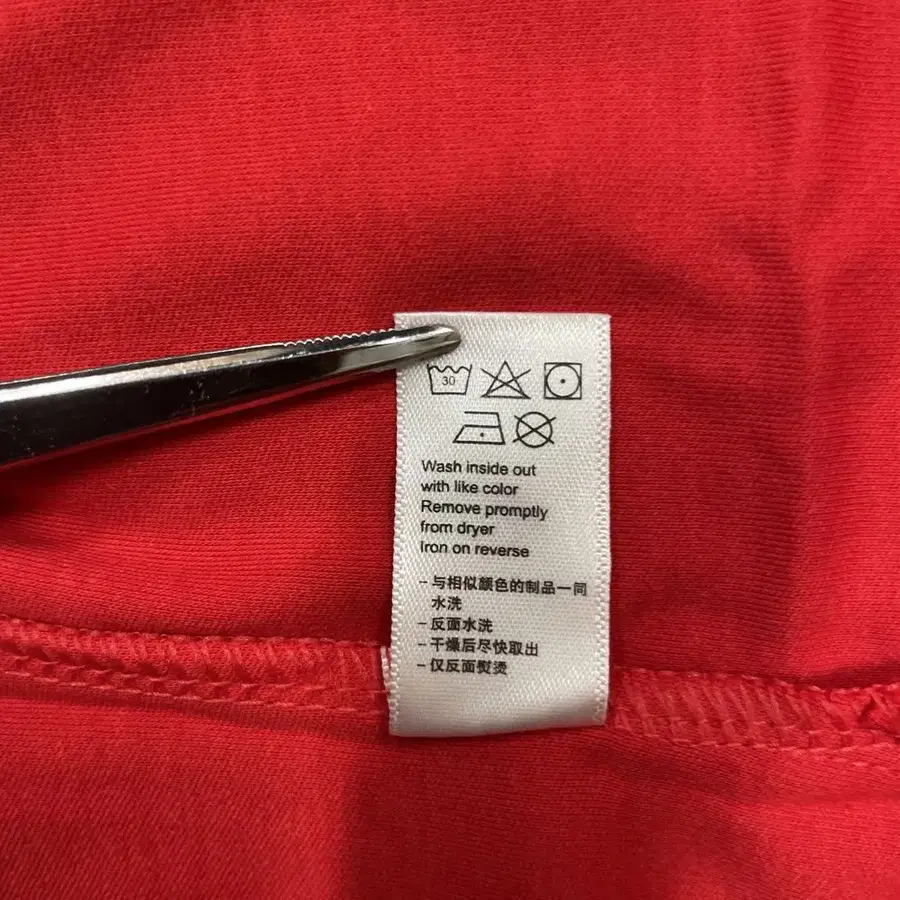 30
Wash inside out
with like color
Remove promptly
from dryer
Iron on reverse
- 与相似颜色的制品一同
水洗
- 反面水洗
- 干燥后尽快取出
- 仅反面熨烫